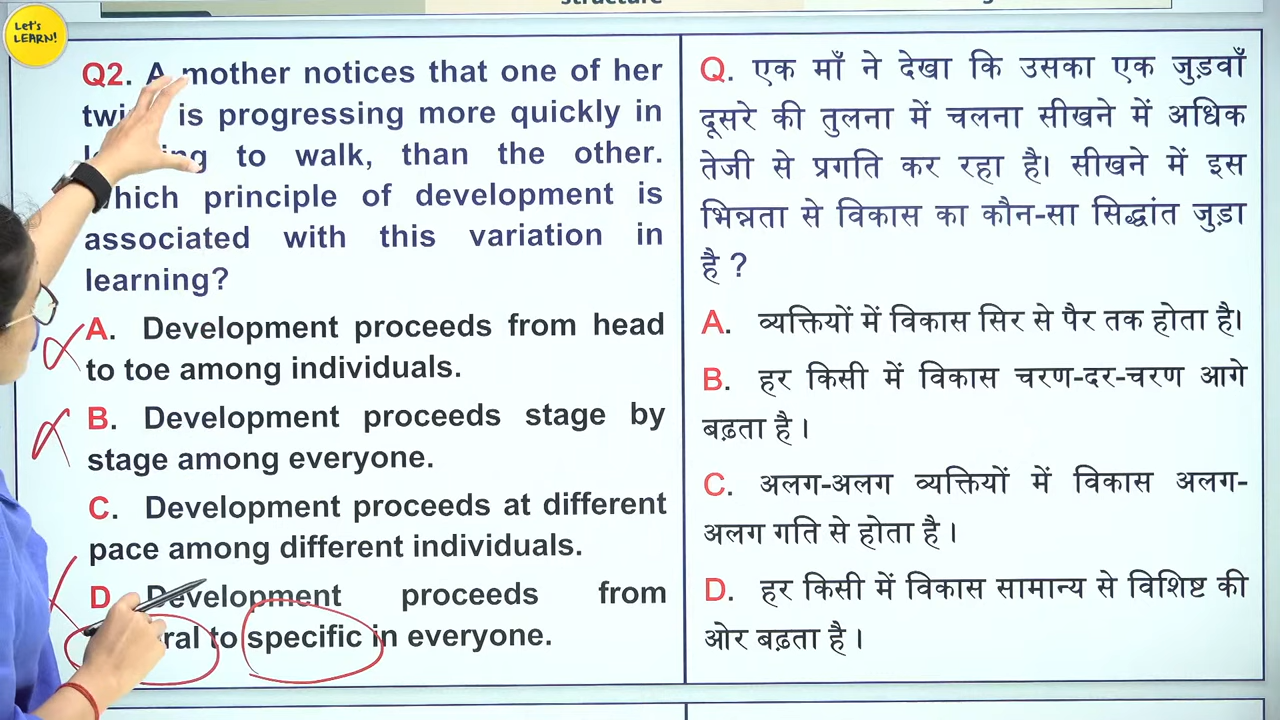 Let's
LEARN!
structure
Q2. A mother notices that one of her
is progressing more quickly in
to walk, than the other.
Which principle of development is
associated with this variation in
learning?
A. Development proceeds from head
to toe among individuals.
B. Development proceeds stage by
stage among everyone.
C. Development proceeds at different
pace among different individuals.
D Development proceeds from
to specific in everyone.
Q. एक माँ ने देखा कि उसका एक जुड़वाँ
दूसरे की तुलना में चलना सीखने में अधिक
तेजी से प्रगति कर रहा है। सीखने में इस
भिन्नता से विकास का कौन-सा सिद्धांत जुड़ा
है ?
A. व्यक्तियों में विकास सिर से पैर तक होता है।
B. हर किसी में विकास चरण-दर-चरण आगे
बढ़ता है ।
C. अलग-अलग व्यक्तियों में विकास अलग-
अलग गति से होता है ।
D. हर किसी में विकास सामान्य से विशिष्ट की
ओर बढ़ता है ।